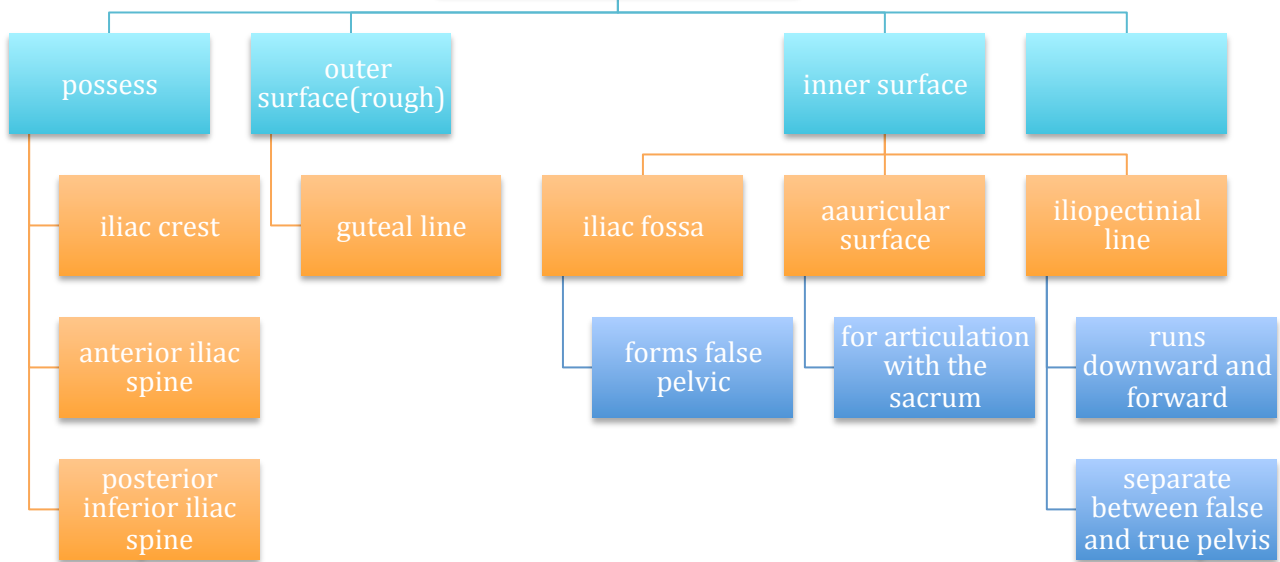 possess
outer
surface(rough)
inner surface
iliac crest
guteal line
iliac fossa
aauricular
surface
iliopectinial
line
anterior iliac
spine
forms false
pelvic
for articulation
with the
sacrum
runs
downward and
forward
posterior
inferior iliac
spine
separate
between false
and true pelvis